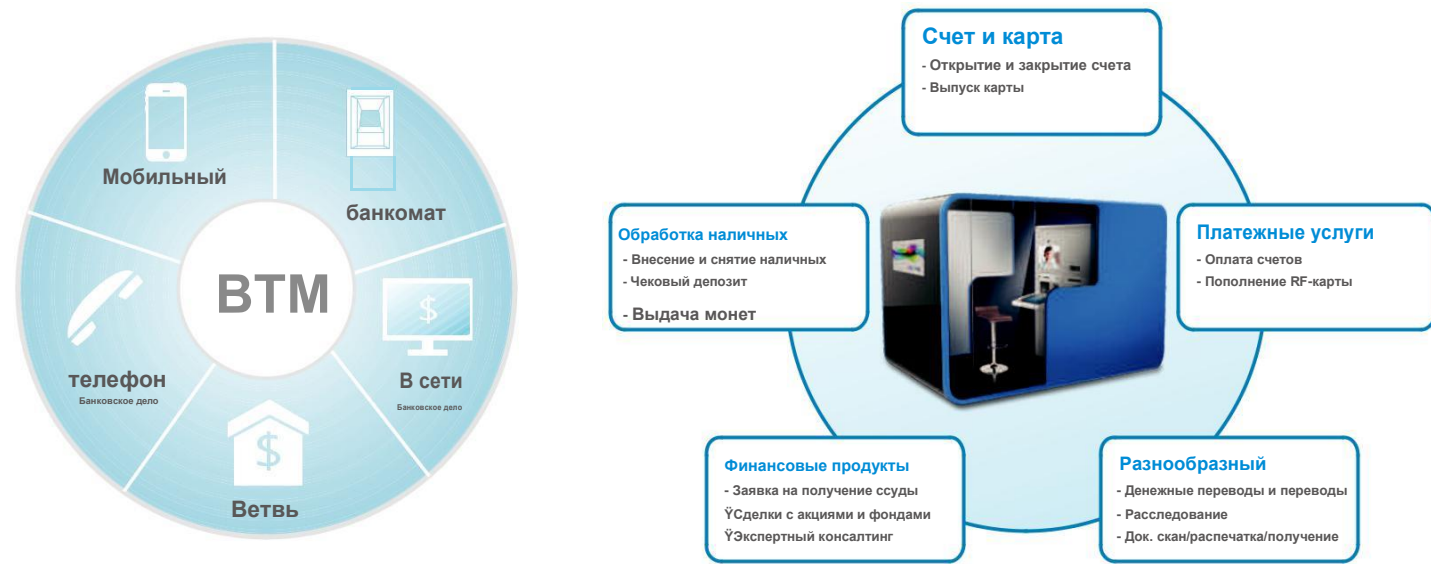 Мобильный
банкомат
BTM
телефон
Банковское дело
$
В сети
Банковское дело
$
Ветвь
Счет и карта
- Открытие и закрытие счета
- Выпуск карты
Обработка наличных
- Внесение и снятие наличных
- Чековый депозит
- Выдача монет
Платежные услуги
- Оплата счетов
- Пополнение RF-карты
Финансовые продукты
- Заявка на получение ссуды
ŸСделки с акциями и фондами
ŸЭкспертный консалтинг
Разнообразный
- Денежные переводы и переводы
- Расследование
- Док. скан/распечатка/получение